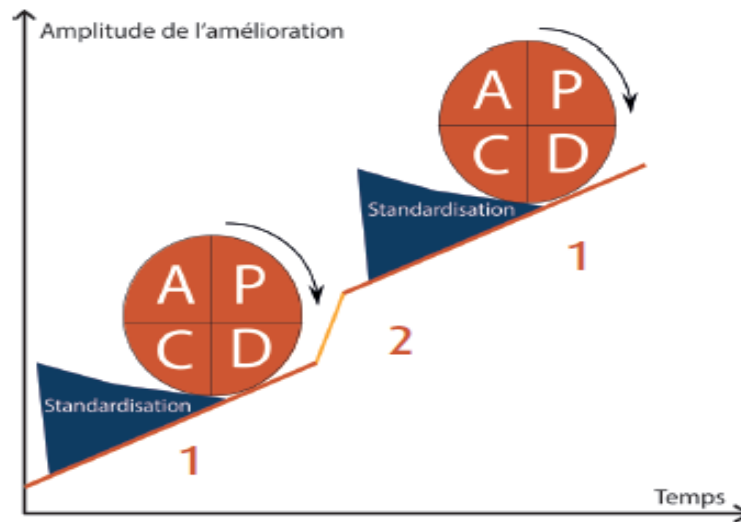 Amplitude de l'amélioration
A P
C D
Standardisation
1
A P
C D
Standardisation
2
1
Temps